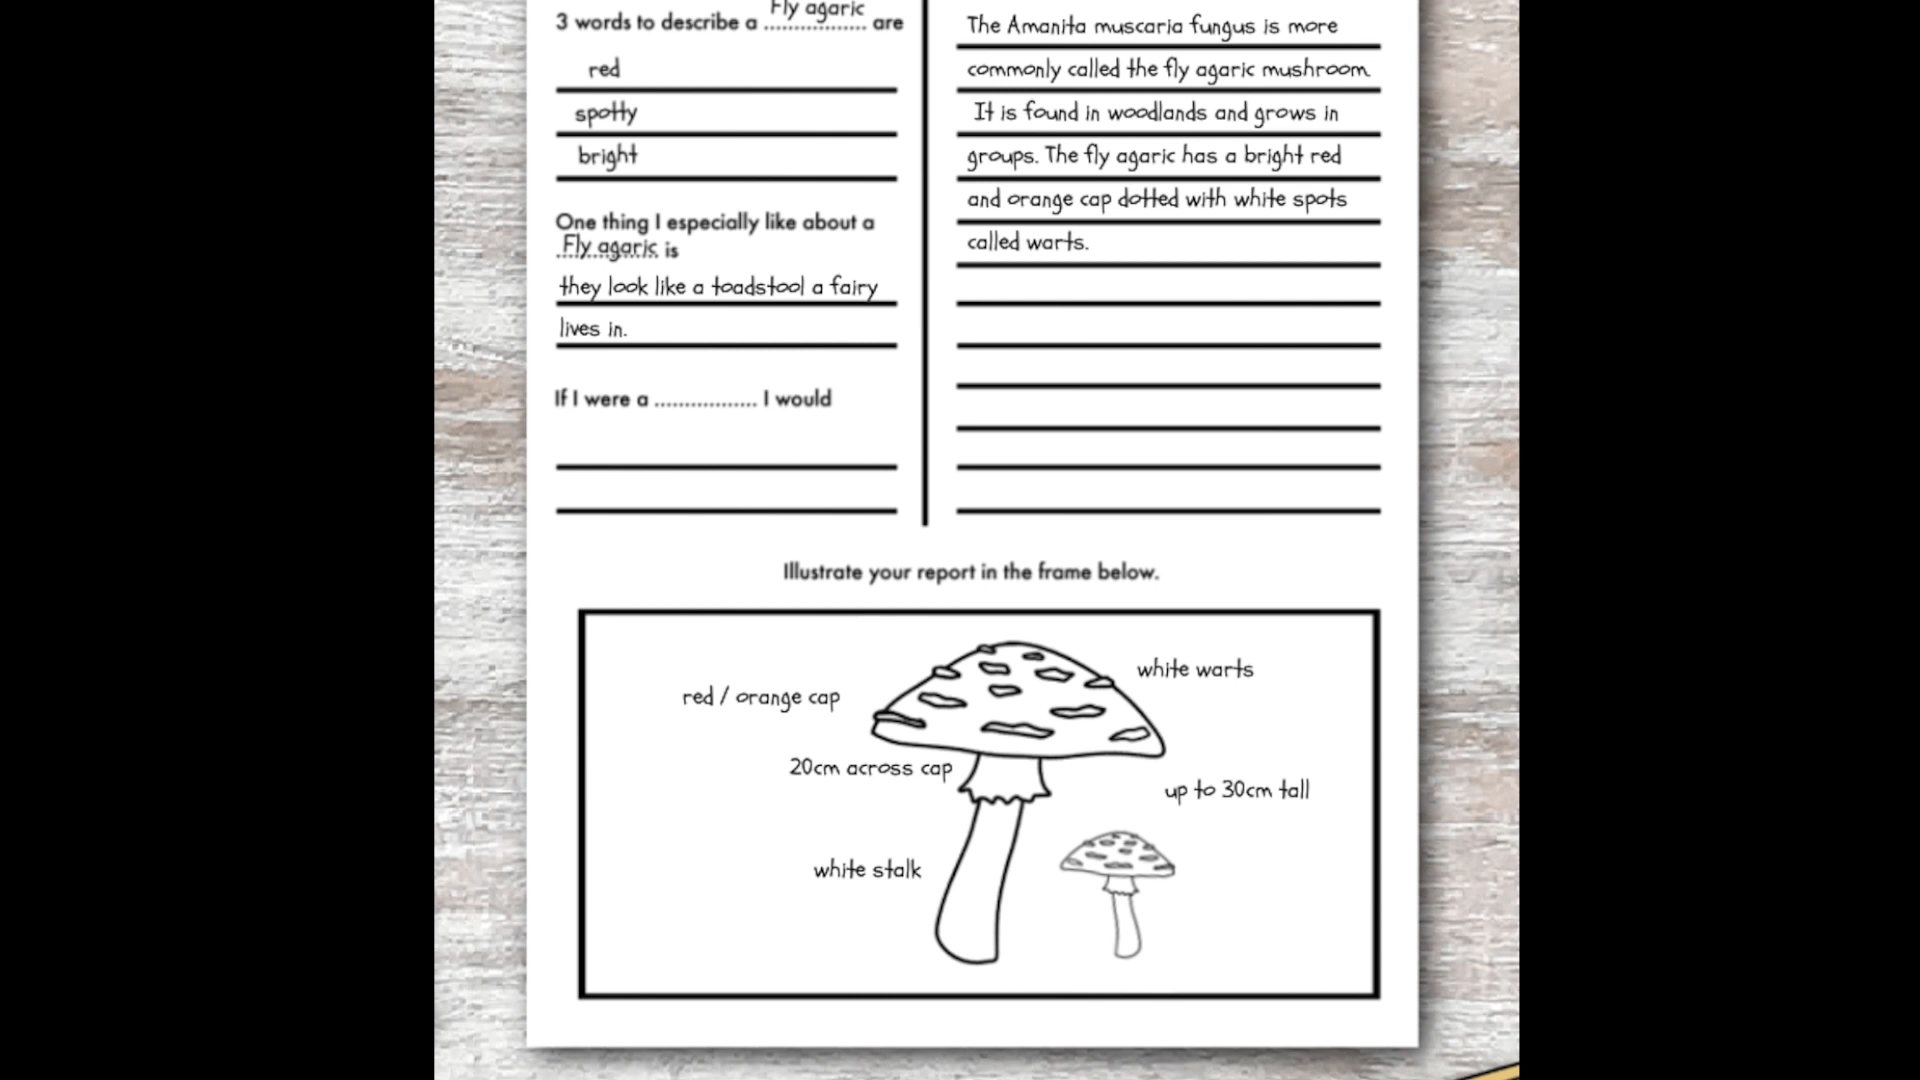 3 words to describe a Fly agaric are
red
spotty
bright
One thing I especially like about a
Fly agaric is
they look like a toadstool a fairy
lives in.
If I were a ................. I would
The Amanita muscaria fungus is more
commonly called the fly agaric mushroom.
It is found in woodlands and grows in
groups. The fly agaric has a bright red
and orange cap dotted with white spots
called warts.
Illustrate your report in the frame below.
white warts
red / orange cap
20cm across cap
up to 30cm tall
white stalk